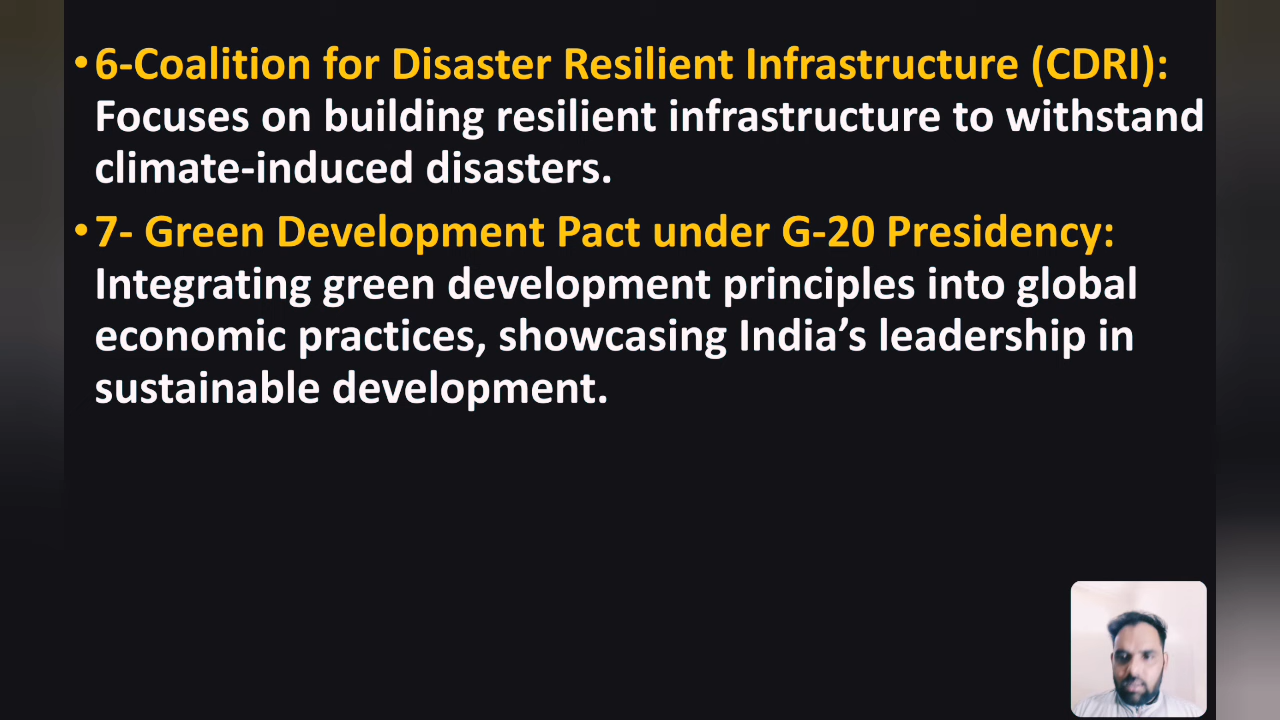 •6-Coalition for Disaster Resilient Infrastructure (CDRI):
Focuses on building resilient infrastructure to withstand
climate-induced disasters.
•7- Green Development Pact under G-20 Presidency:
Integrating green development principles into global
economic practices, showcasing India’s leadership in
sustainable development.